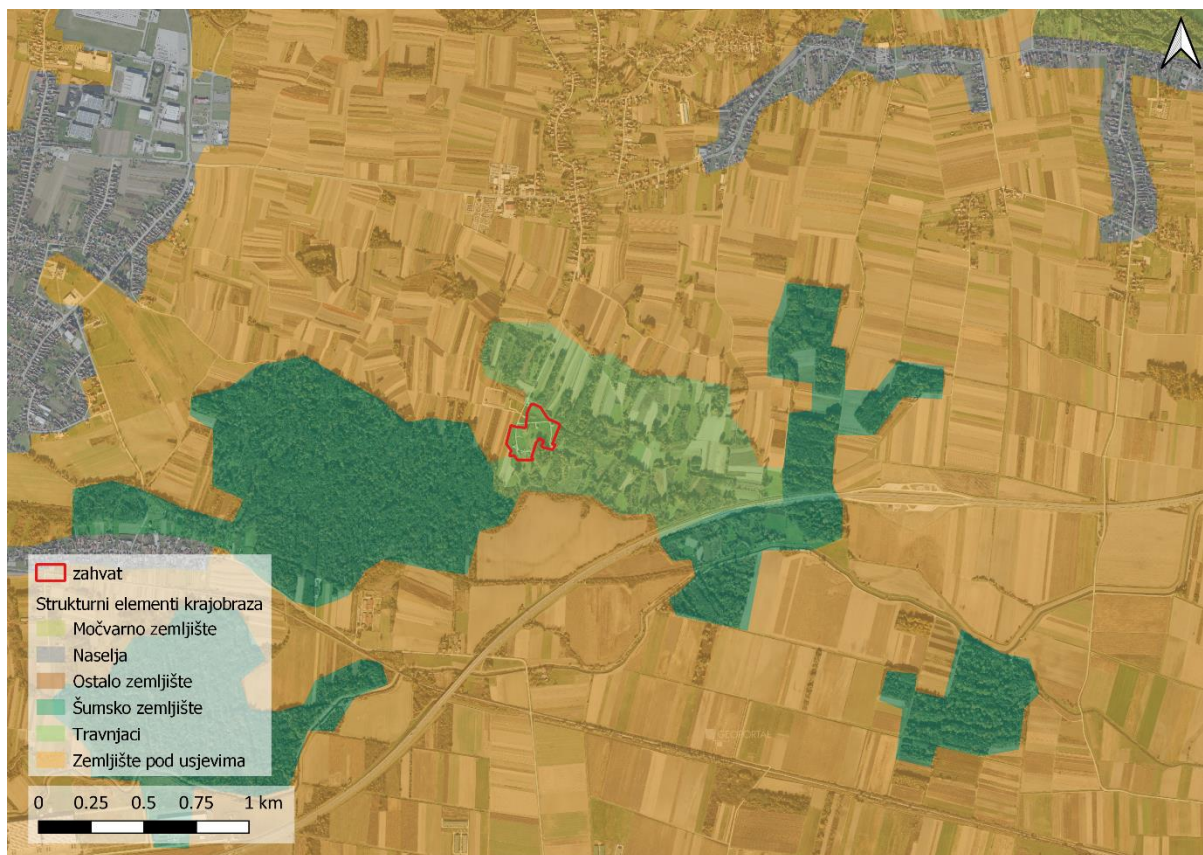 GEOPORTAL
zahvat
Strukturni elementi krajobraza
Močvarno zemljište
Naselja
Ostalo zemljište
Šumsko zemljište
Travnjaci
Zemljište pod usjevima
0 0.25 0.5 0.75 1 km